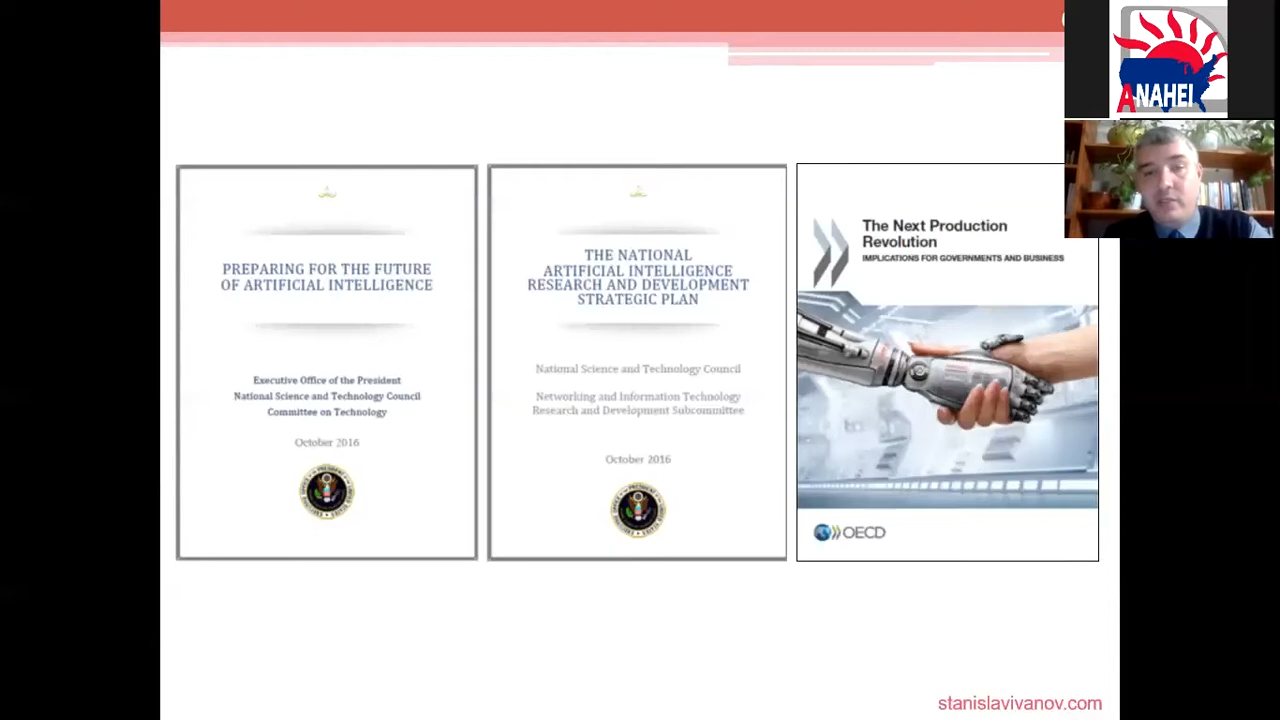 PREPARING FOR THE FUTURE
OF ARTIFICIAL INTELLIGENCE
Executive Office of the President
National Science and Technology Council
Committee on Technology
October 2016
THE NATIONAL
ARTIFICIAL INTELLIGENCE
RESEARCH AND DEVELOPMENT
STRATEGIC PLAN
National Science and Technology Council
Networking and Information Technology
Research and Development Subcommittee
October 2016
The Next Production
Revolution
IMPLICATIONS FOR GOVERNMENTS AND BUSINESS
OECD
ANAHEI
stanislavivanov.com